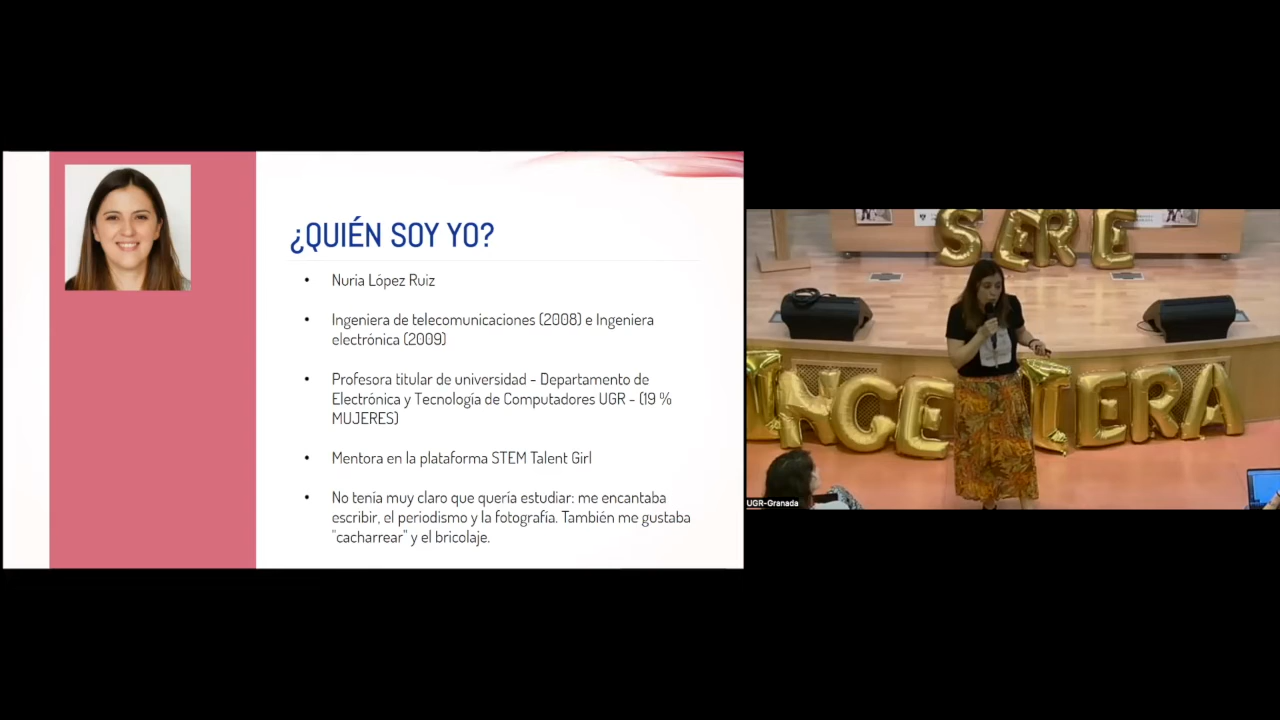 ¿QUIÉN SOY YO?
• Nuria López Ruiz
• Ingeniera de telecomunicaciones (2008) e Ingeniera
electrónica (2009)
• Profesora titular de universidad - Departamento de
Electrónica y Tecnología de Computadores UGR - (19 %
MUJERES)
• Mentora en la plataforma STEM Talent Girl
• No tenía muy claro que quería estudiar: me encantaba
escribir, el periodismo y la fotografía. También me gustaba
"cacharrear" y el bricolaje.
SERE
INGENIERA
UGR-Granada